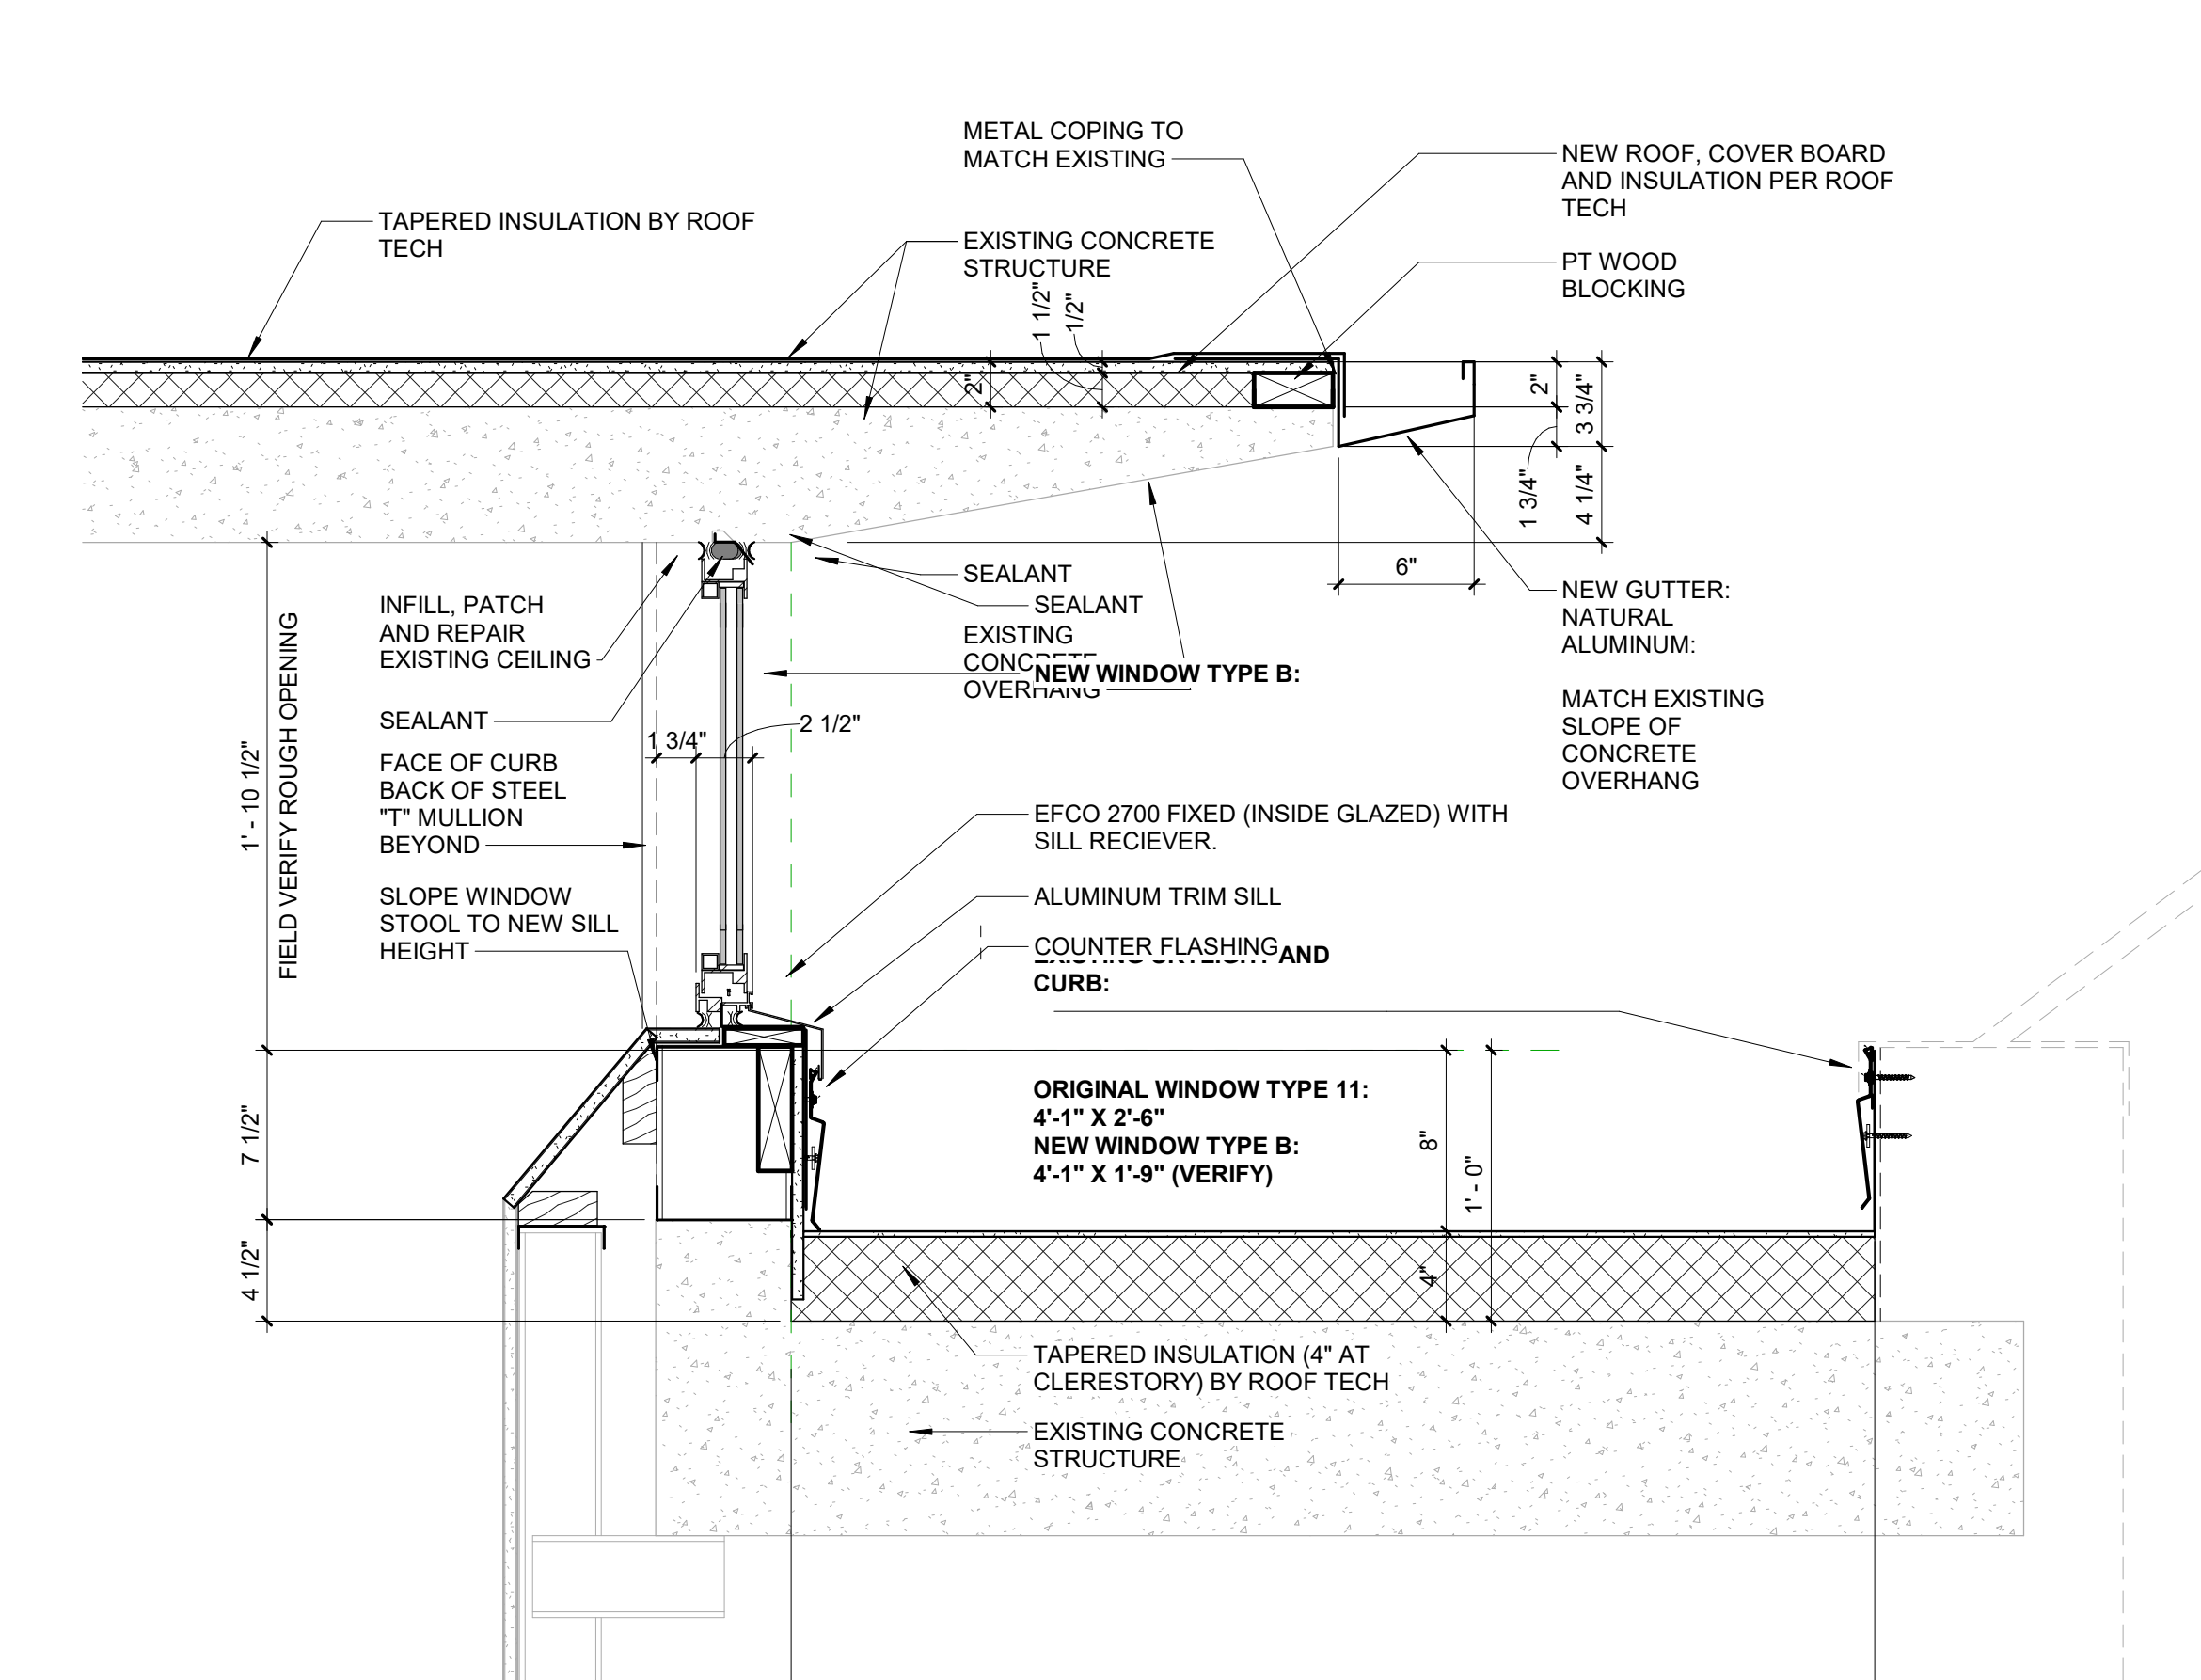 METAL COPING TO
MATCH EXISTING
NEW ROOF, COVER BOARD
AND INSULATION PER ROOF
TECH
TAPERED INSULATION BY ROOF
TECH
EXISTING CONCRETE
STRUCTURE
PT WOOD
BLOCKING
1 1/2"
1/2"
2"
2"
3 3/4"
1 3/4"
4 1/4"
6"
SEALANT
SEALANT
EXISTING
CONCRETE
OVERHANG
NEW WINDOW TYPE B:
NEW GUTTER:
NATURAL
ALUMINUM:
MATCH EXISTING
SLOPE OF
CONCRETE
OVERHANG
INFILL, PATCH
AND REPAIR
EXISTING CEILING
SEALANT
1 3/4"
2 1/2"
FACE OF CURB
BACK OF STEEL
"T" MULLION
BEYOND
1' - 10 1/2"
FIELD VERIFY ROUGH OPENING
SLOPE WINDOW
STOOL TO NEW SILL
HEIGHT
EFCO 2700 FIXED (INSIDE GLAZED) WITH
SILL RECIEVER.
ALUMINUM TRIM SILL
COUNTER FLASHING
AND
CURB:
ORIGINAL WINDOW TYPE 11:
4'-1" X 2'-6"
NEW WINDOW TYPE B:
4'-1" X 1'-9" (VERIFY)
7 1/2"
4 1/2"
8"
1' - 0"
4"
TAPERED INSULATION (4" AT
CLERESTORY) BY ROOF TECH
EXISTING CONCRETE
STRUCTURE